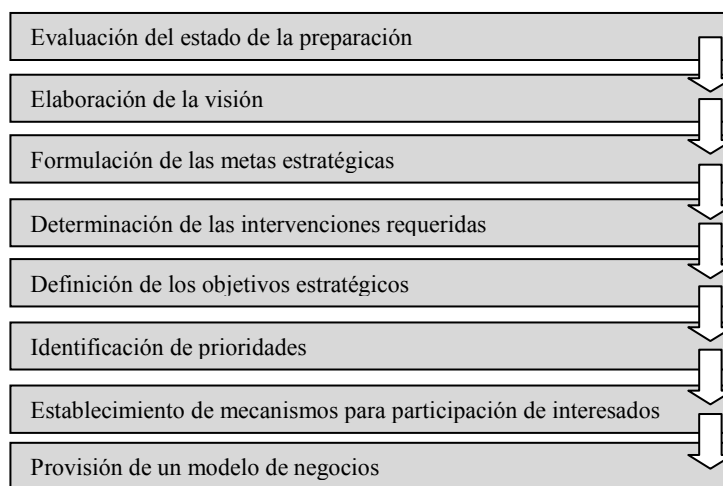 Evaluación del estado de la preparación
Elaboración de la visión
Formulación de las metas estratégicas
Determinación de las intervenciones requeridas
Definición de los objetivos estratégicos
Identificación de prioridades
Establecimiento de mecanismos para participación de interesados
Provisión de un modelo de negocios